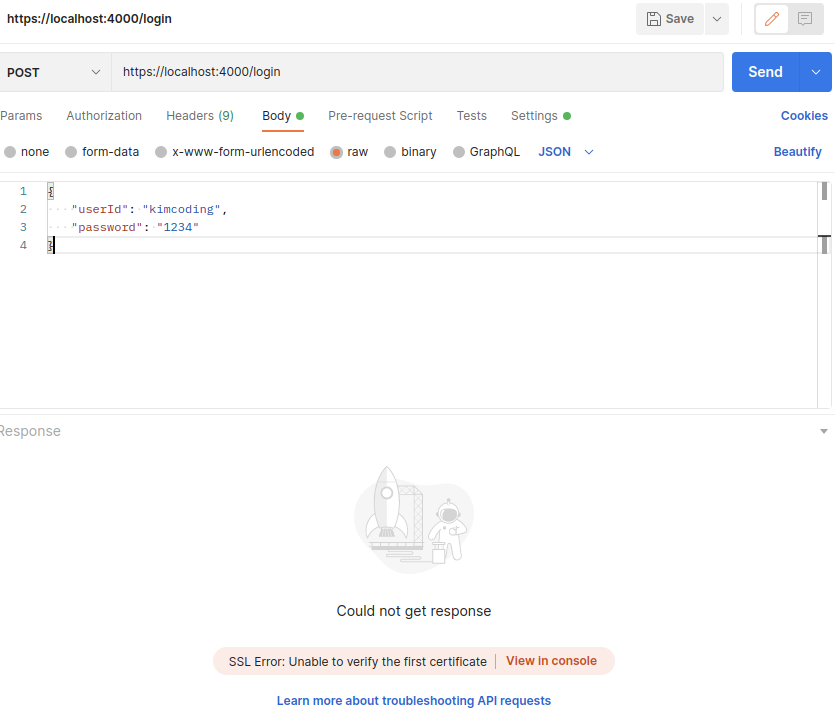 https://localhost:4000/login
Save
POST
https://localhost:4000/login
Send
Params Authorization Headers (9) Body Pre-request Script Tests Settings Cookies
none form-data x-www-form-urlencoded raw binary GraphQL JSON Beautify
1 {
2 "userId": "kimcoding",
3 "password": "1234"
4 }
Response
Could not get response
SSL Error: Unable to verify the first certificate | View in console
Learn more about troubleshooting API requests